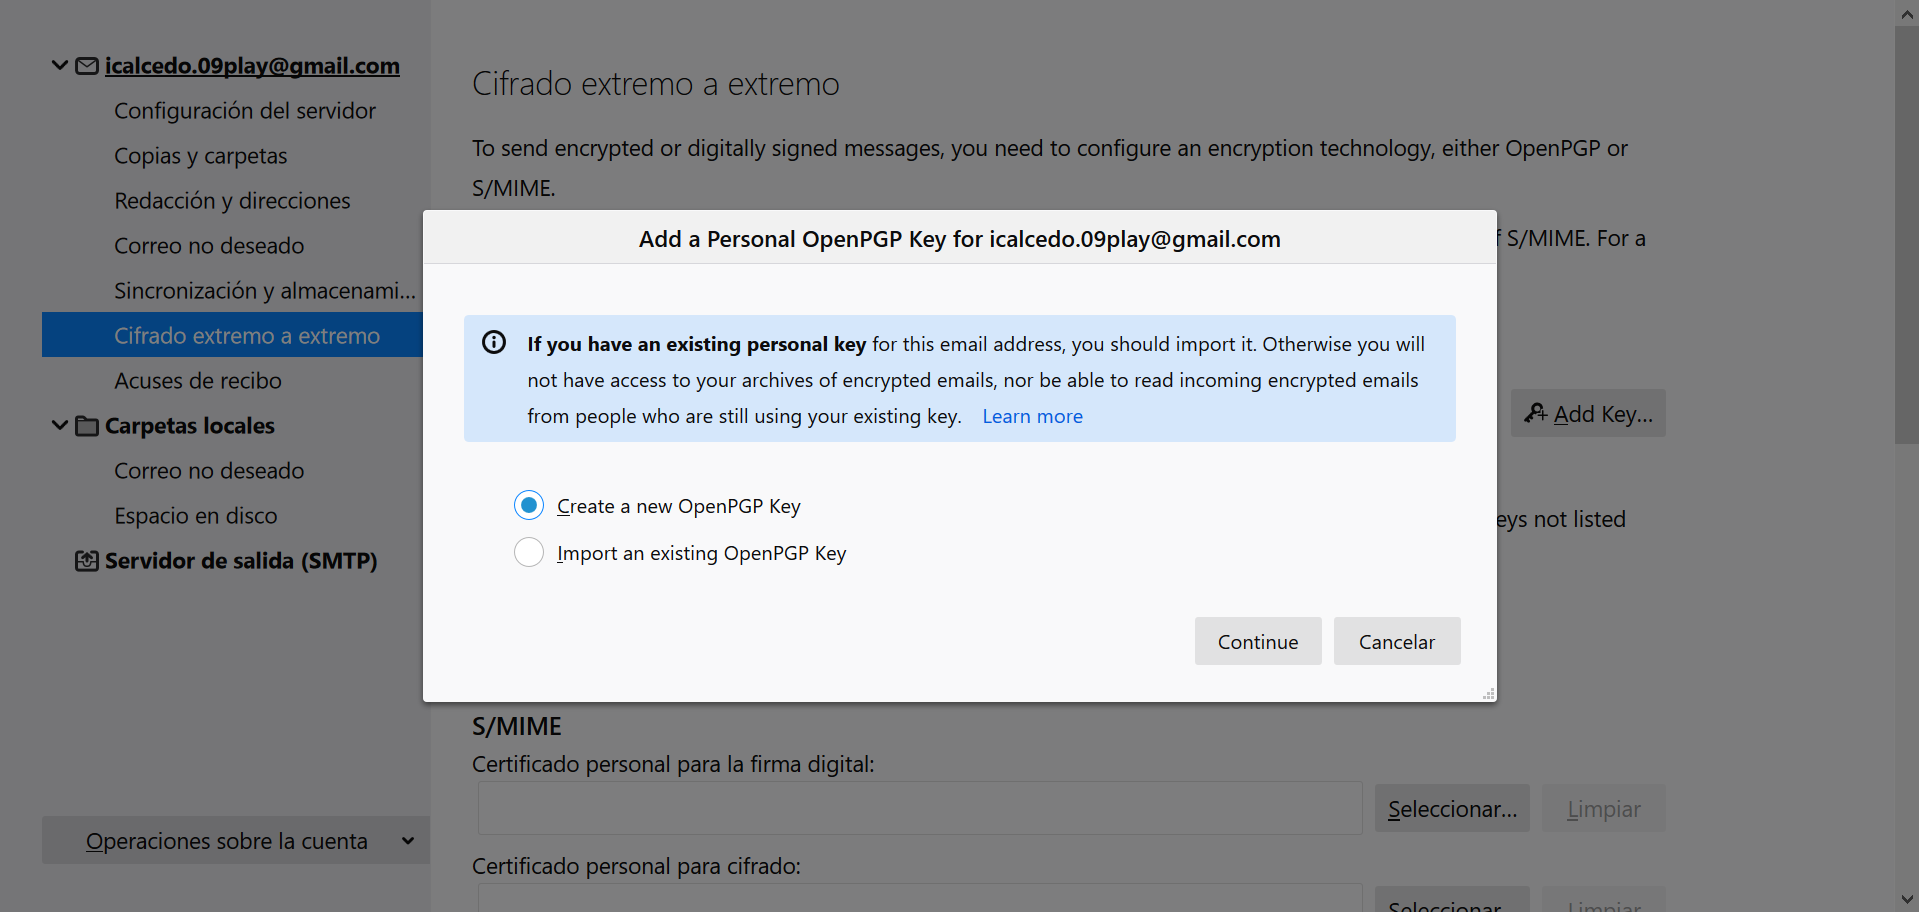 icalcedo.09play@gmail.com
Configuración del servidor
Copias y carpetas
Redacción y direcciones
Correo no deseado
Sincronización y almacenami...
Cifrado extremo a extremo
Acuses de recibo
Carpetas locales
Correo no deseado
Espacio en disco
Servidor de salida (SMTP)
Operaciones sobre la cuenta
Cifrado extremo a extremo
To send encrypted or digitally signed messages, you need to configure an encryption technology, either OpenPGP or
S/MIME.
S/MIME. For a
Add Key...
not listed
Add a Personal OpenPGP Key for icalcedo.09play@gmail.com
If you have an existing personal key for this email address, you should import it. Otherwise you will
not have access to your archives of encrypted emails, nor be able to read incoming encrypted emails
from people who are still using your existing key. Learn more
Create a new OpenPGP Key
Import an existing OpenPGP Key
Continue Cancelar
S/MIME
Certificado personal para la firma digital:
Seleccionar... Limpiar
Certificado personal para cifrado:
Seleccionar... Limpiar